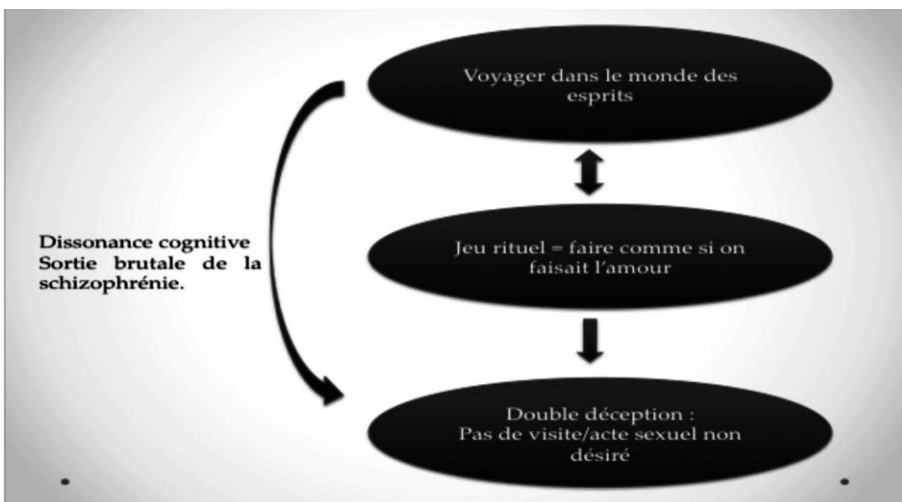 Voyager dans le monde des
esprits
Dissonance cognitive
Sortie brutale de la
schizophrénie.
Jeu rituel = faire comme si on
faisait l'amour
Double déception :
Pas de visite/acte sexuel non
désiré